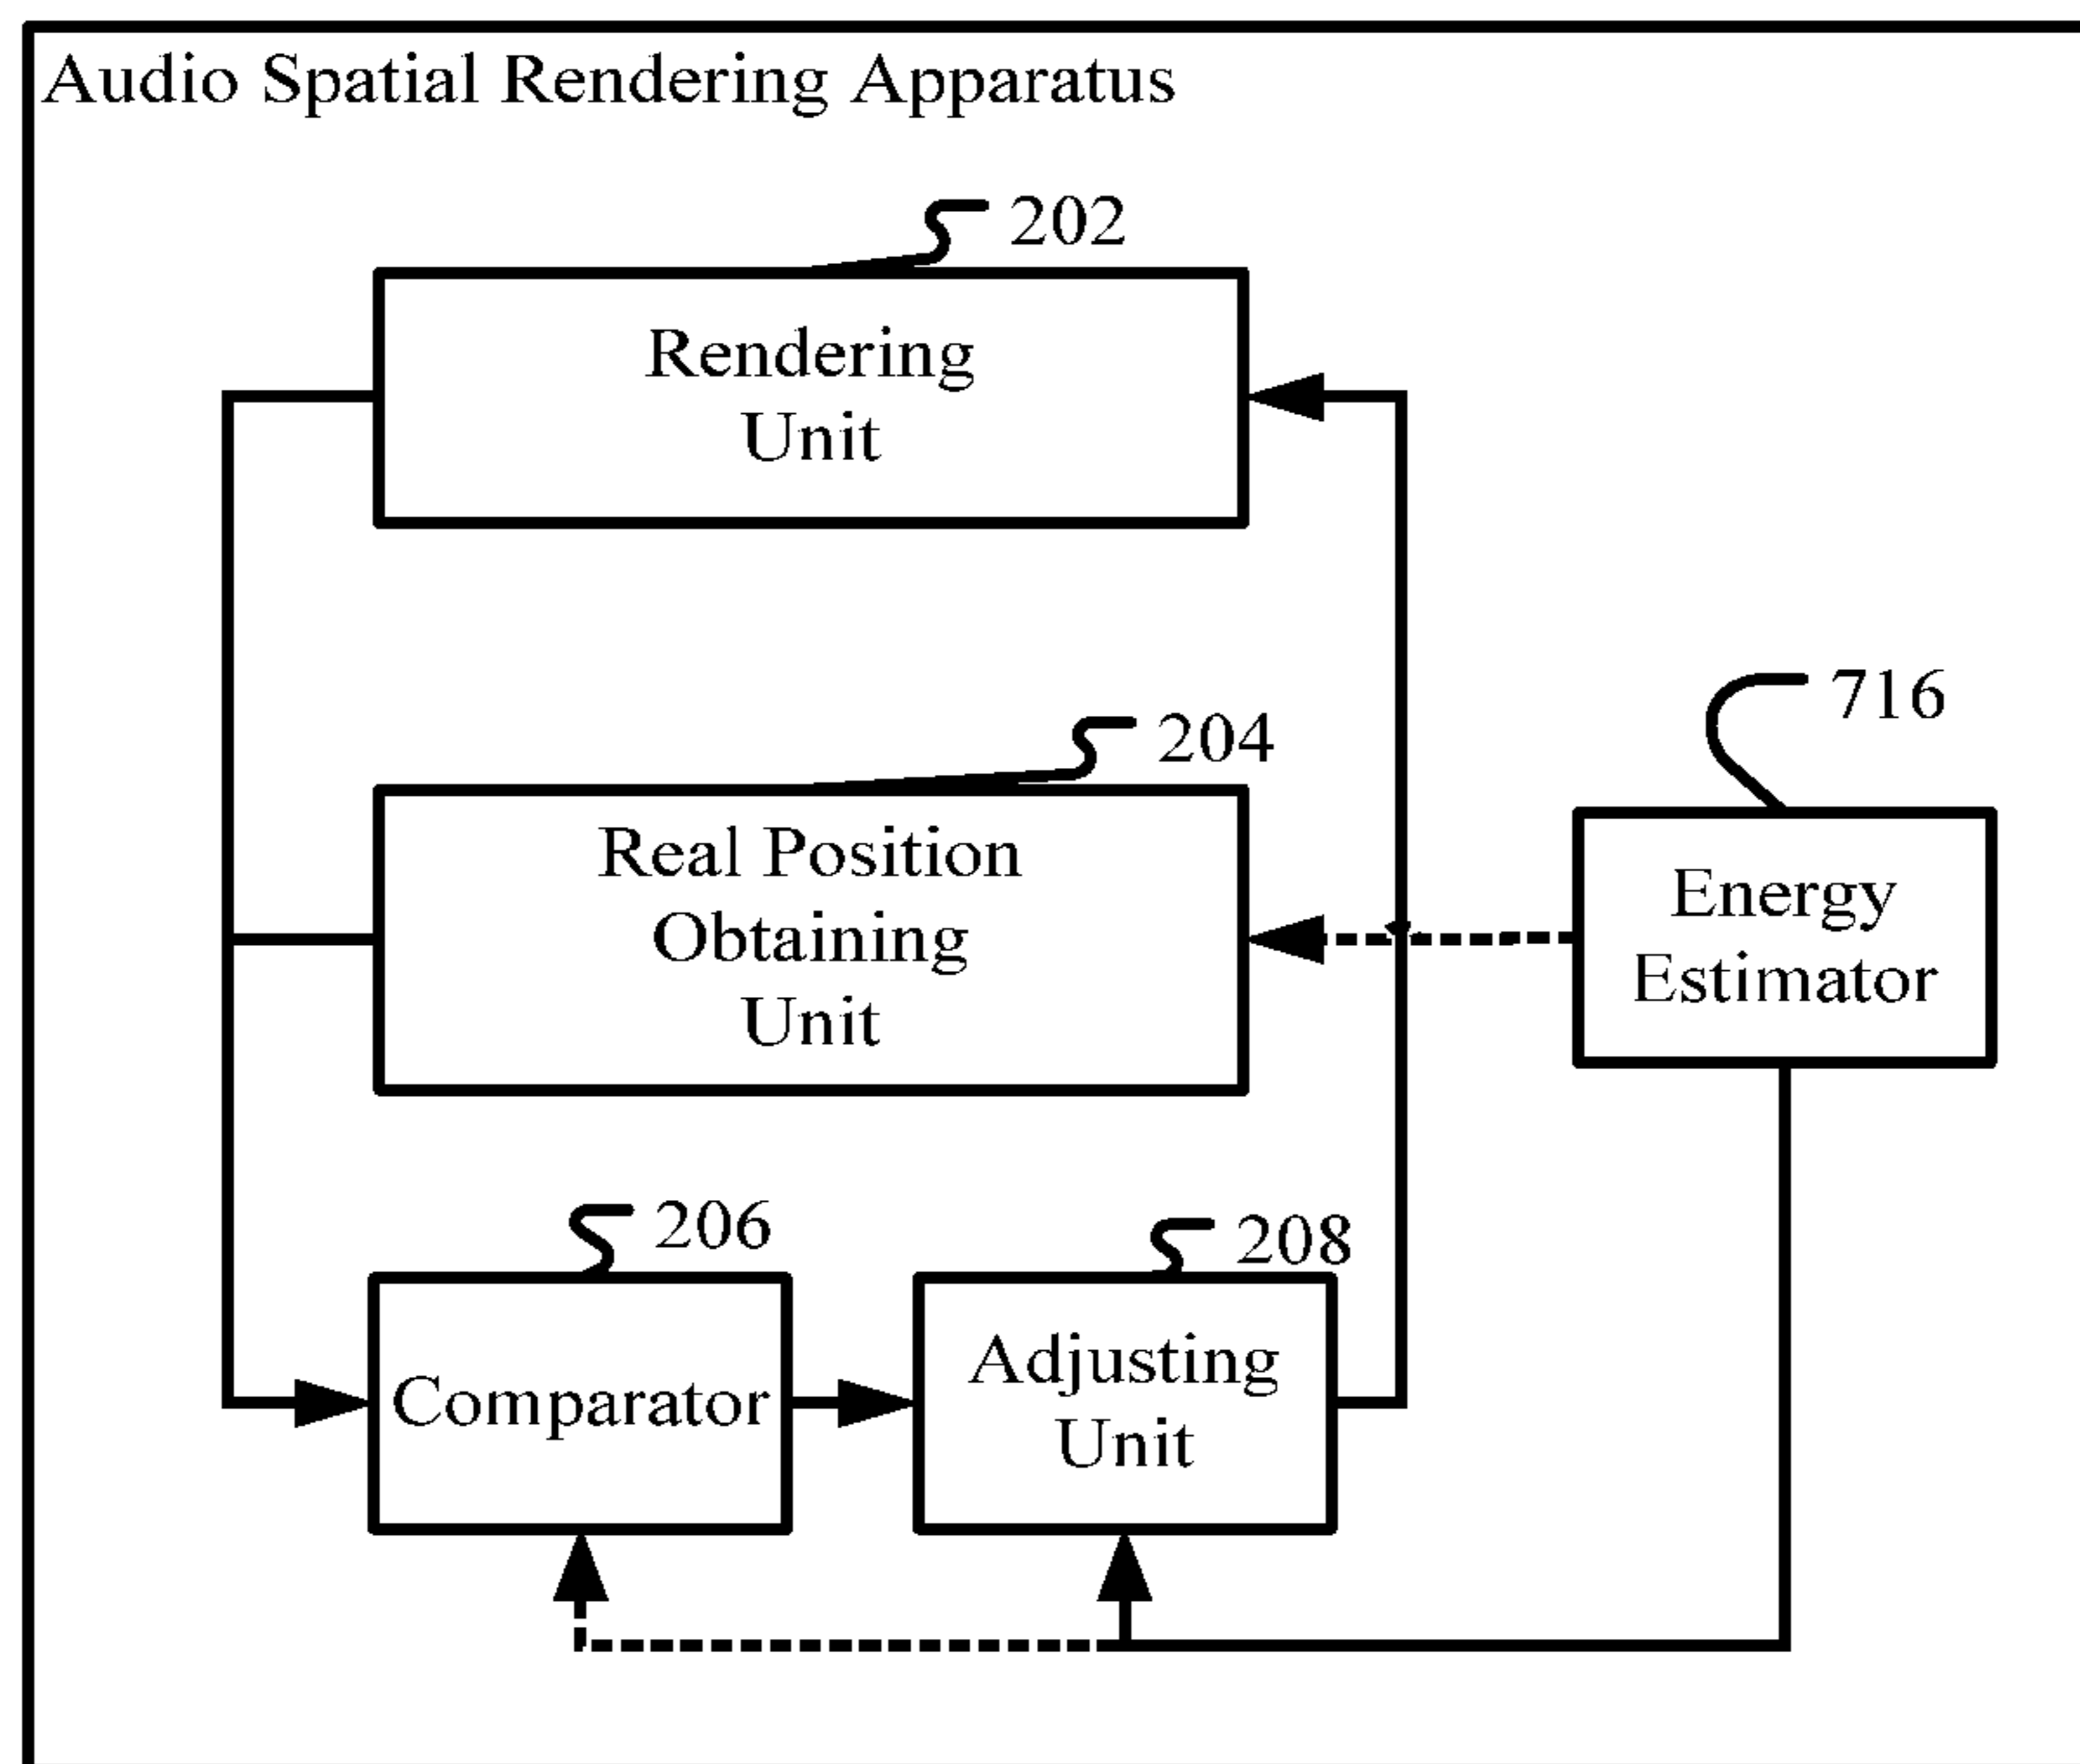 Audio Spatial Rendering Apparatus
202
Rendering
Unit
204
Real Position
Obtaining
Unit
716
Energy
Estimator
206
Comparator
208
Adjusting
Unit